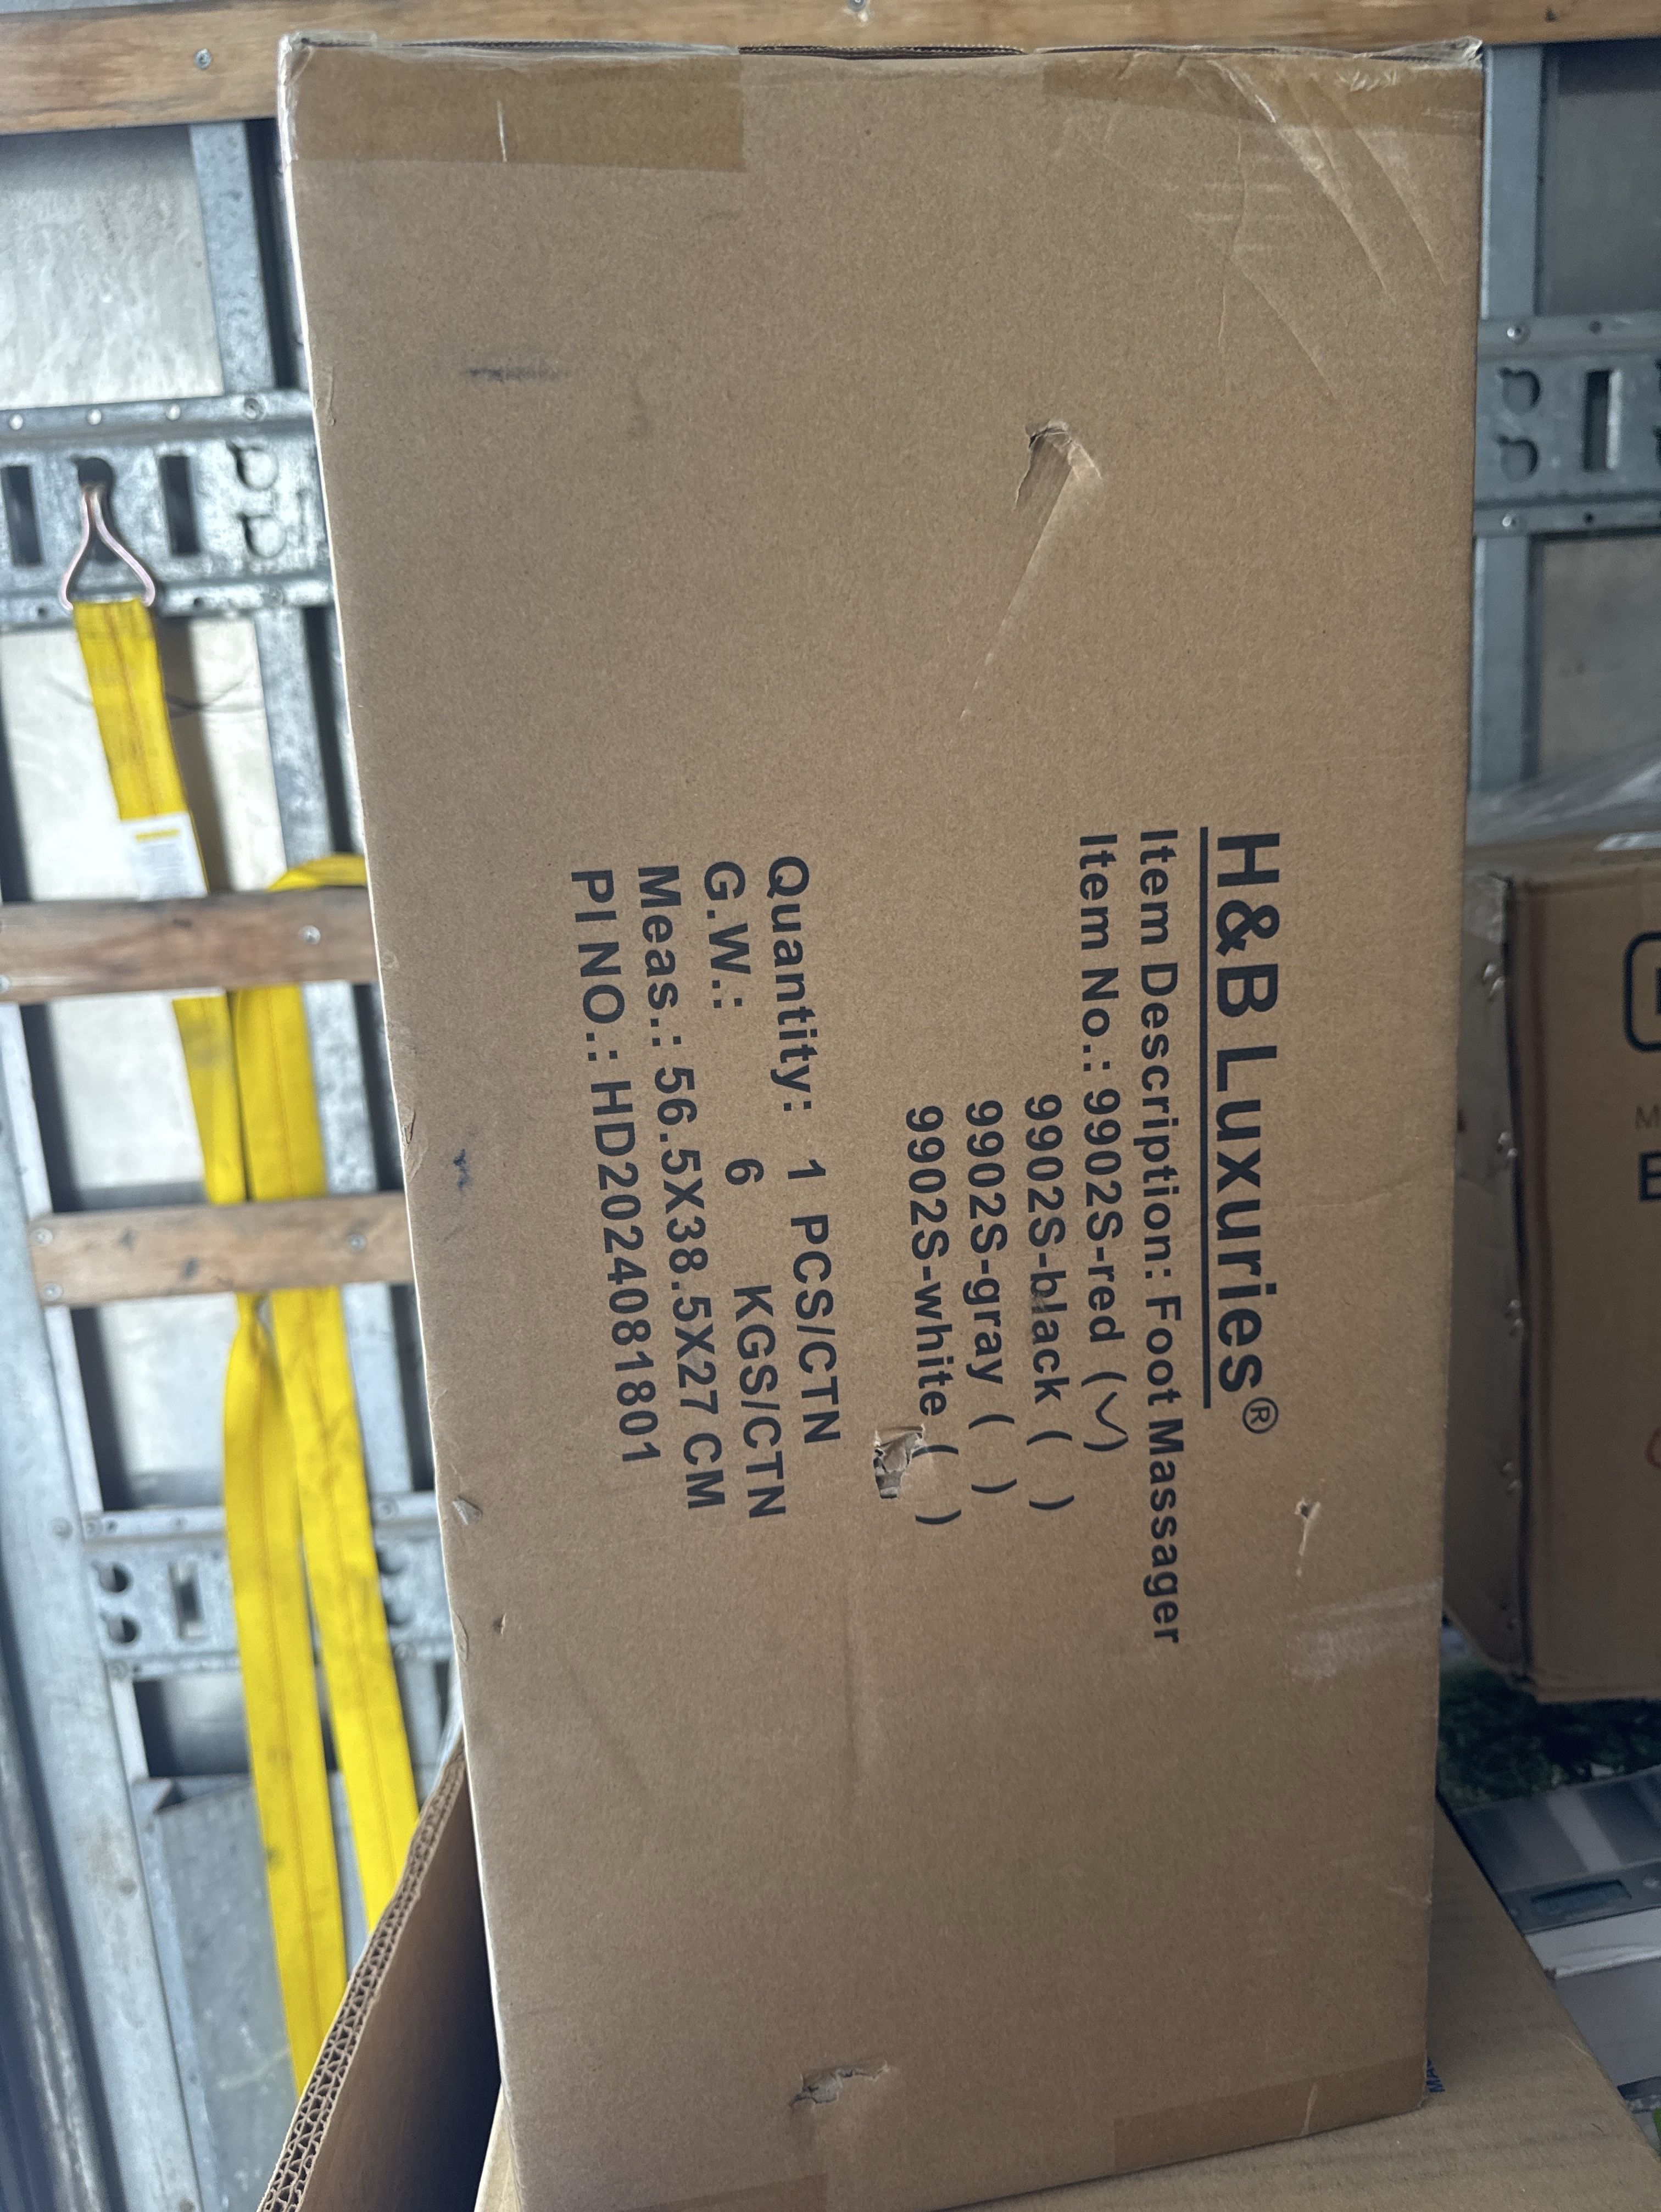 H&B Luxuries®
Item Description: Foot Massager
Item No.: 9902S-red (✓)
9902S-black ( )
9902S-gray ( )
9902S-white ( )
Quantity: 1 PCS/CTN
G.W.: 6 KGS/CTN
Meas.: 56.5X38.5X27 CM
PI NO.: HD2024081801